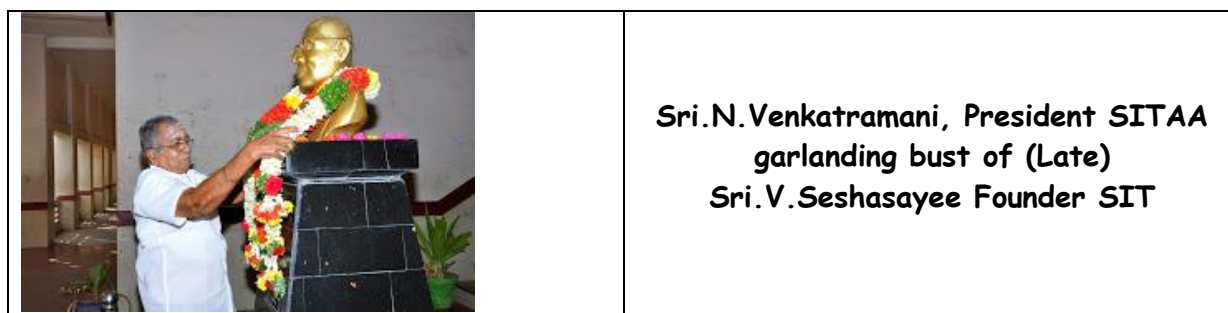 Sri.N.Venkatramani, President SITAA
garlanding bust of (Late)
Sri.V.Seshasayee Founder SIT